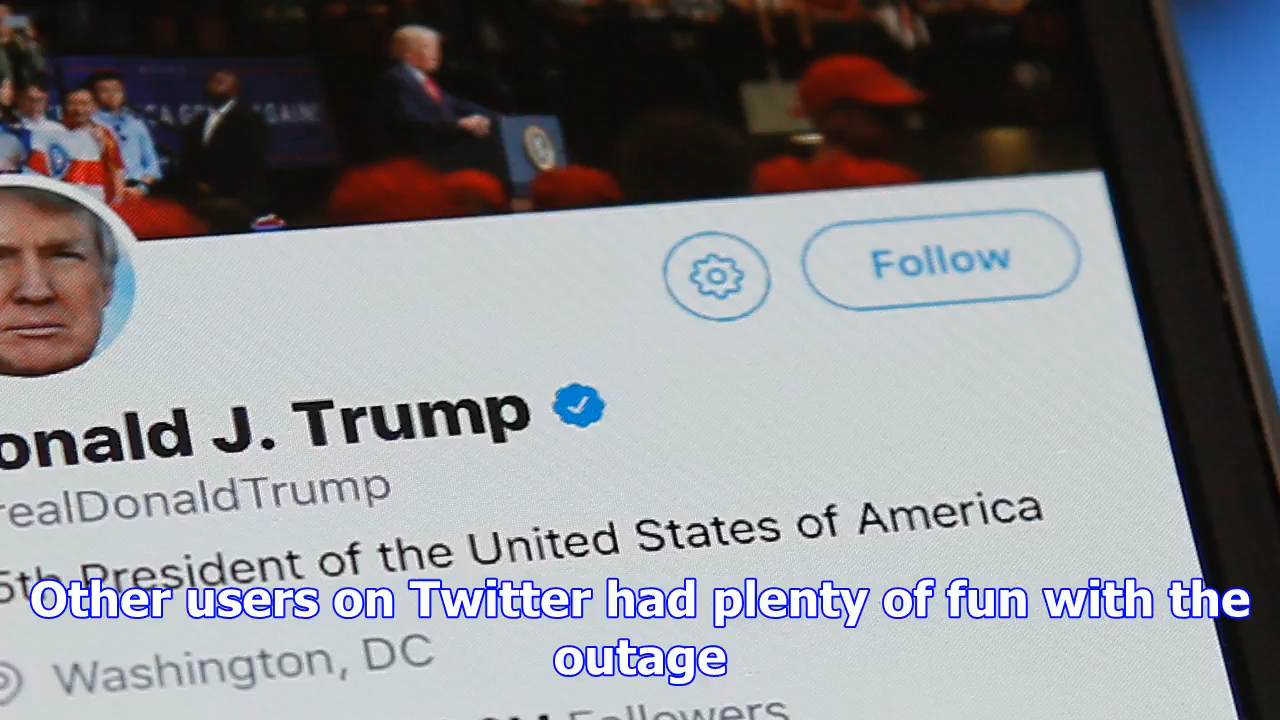 Follow
onald J. Trump
realDonaldTrump
5th President of the United States of America
Other users on Twitter had plenty of fun with the
outage
Washington, DC
Followers